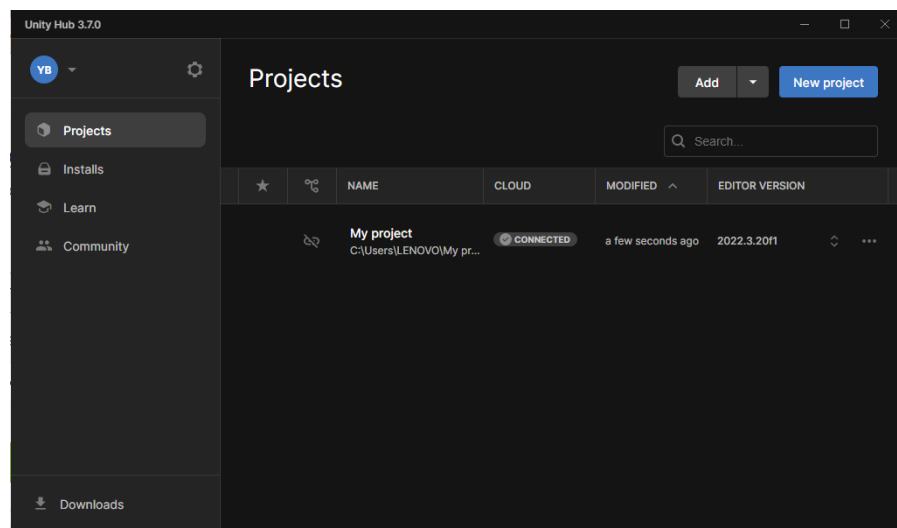 Unity Hub 3.7.0
YB
Projects
Add
New project
Projects
Installs
Learn
Community
Search...
NAME
CLOUD
MODIFIED
EDITOR VERSION
My project
C:\Users\LENOVO\My pr...
CONNECTED
a few seconds ago
2022.3.20f1
Downloads